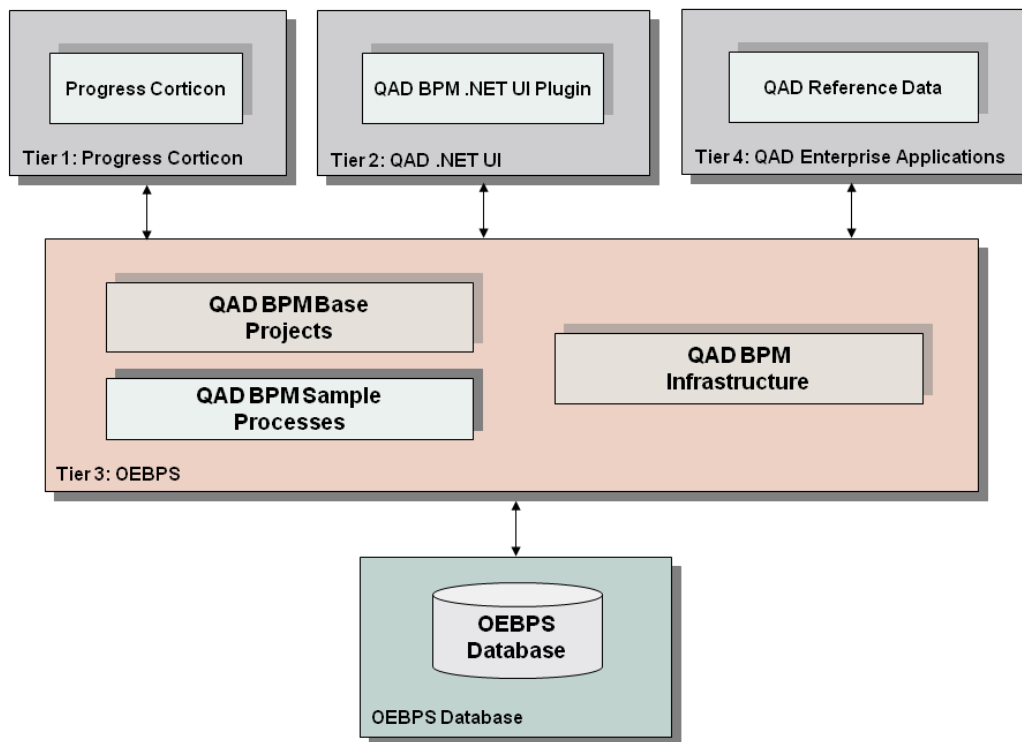 Progress Corticon
Tier 1: Progress Corticon
QAD BPM .NET UI Plugin
Tier 2: QAD .NET UI
QAD Reference Data
Tier 4: QAD Enterprise Applications
QAD BPM Base
Projects
QAD BPM Sample
Processes
QAD BPM
Infrastructure
Tier 3: OEBPS
OEBPS
Database
OEBPS Database